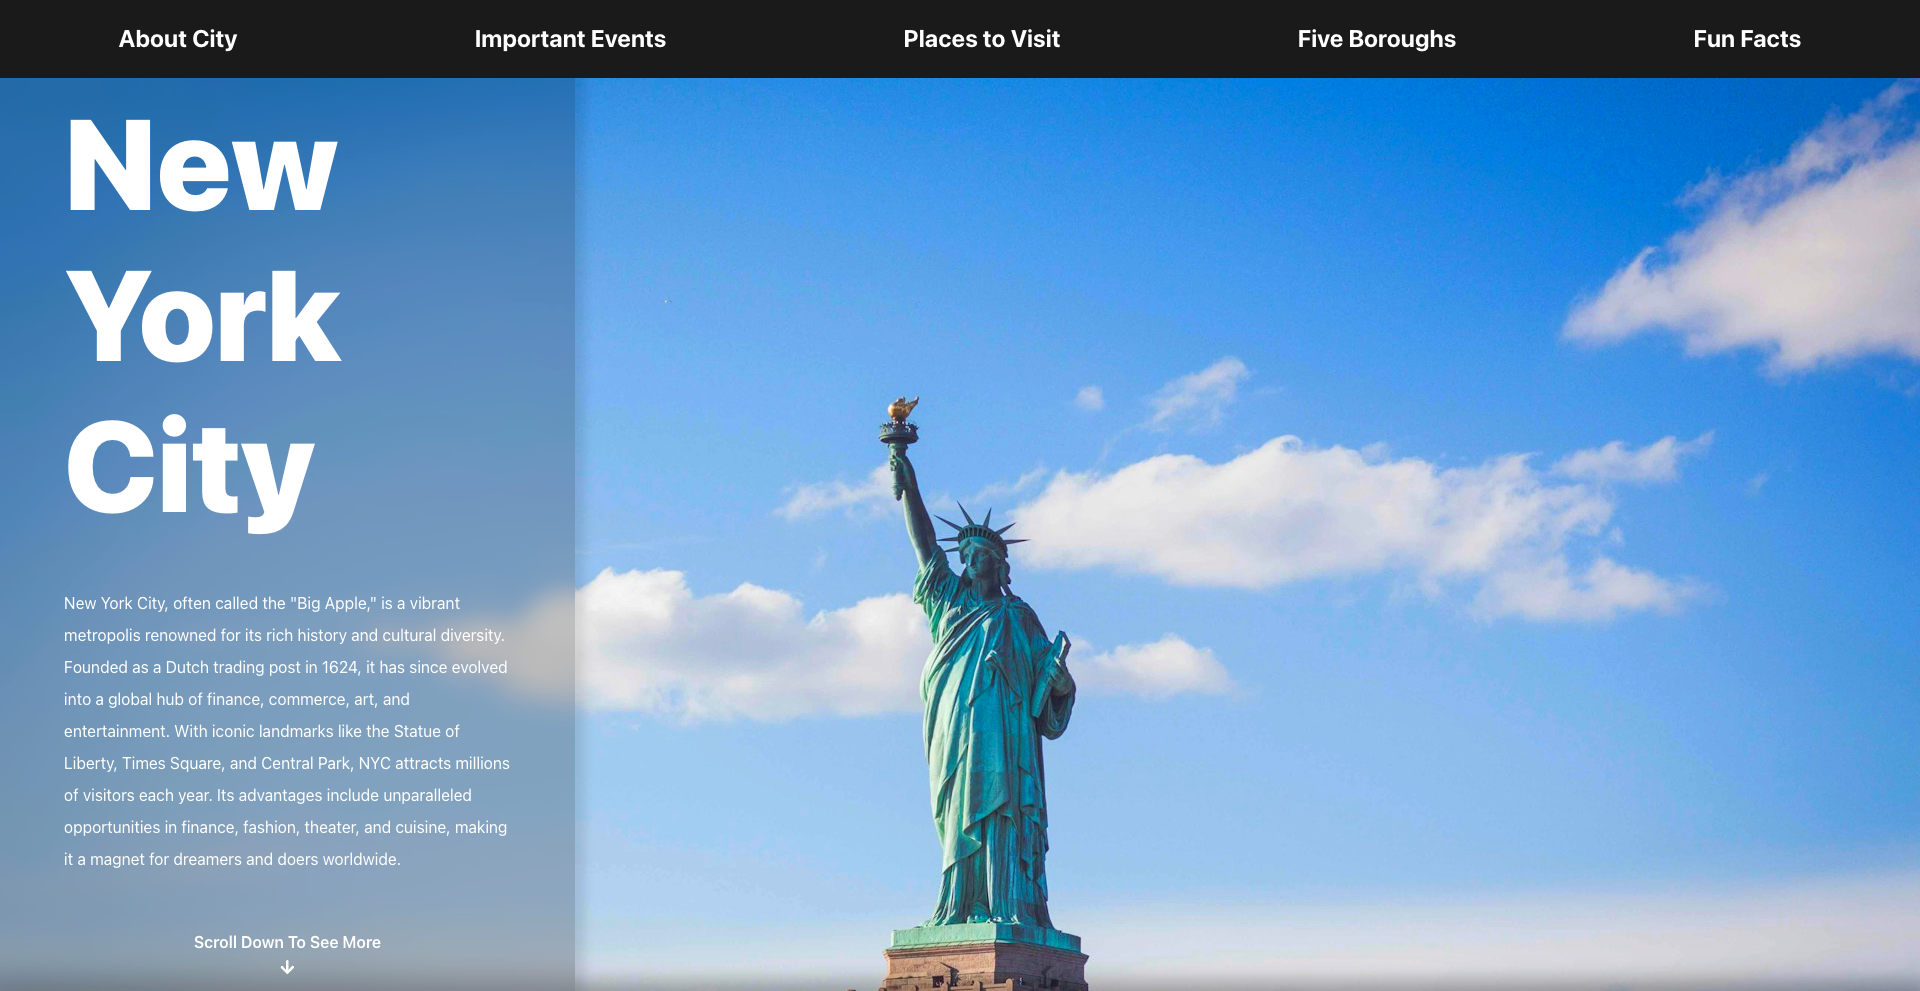 About City
Important Events
Places to Visit
Five Boroughs
Fun Facts
New
York
City
New York City, often called the "Big Apple," is a vibrant
metropolis renowned for its rich history and cultural diversity.
Founded as a Dutch trading post in 1624, it has since evolved
into a global hub of finance, commerce, art, and
entertainment. With iconic landmarks like the Statue of
Liberty, Times Square, and Central Park, NYC attracts millions
of visitors each year. Its advantages include unparalleled
opportunities in finance, fashion, theater, and cuisine, making
it a magnet for dreamers and doers worldwide.
Scroll Down To See More